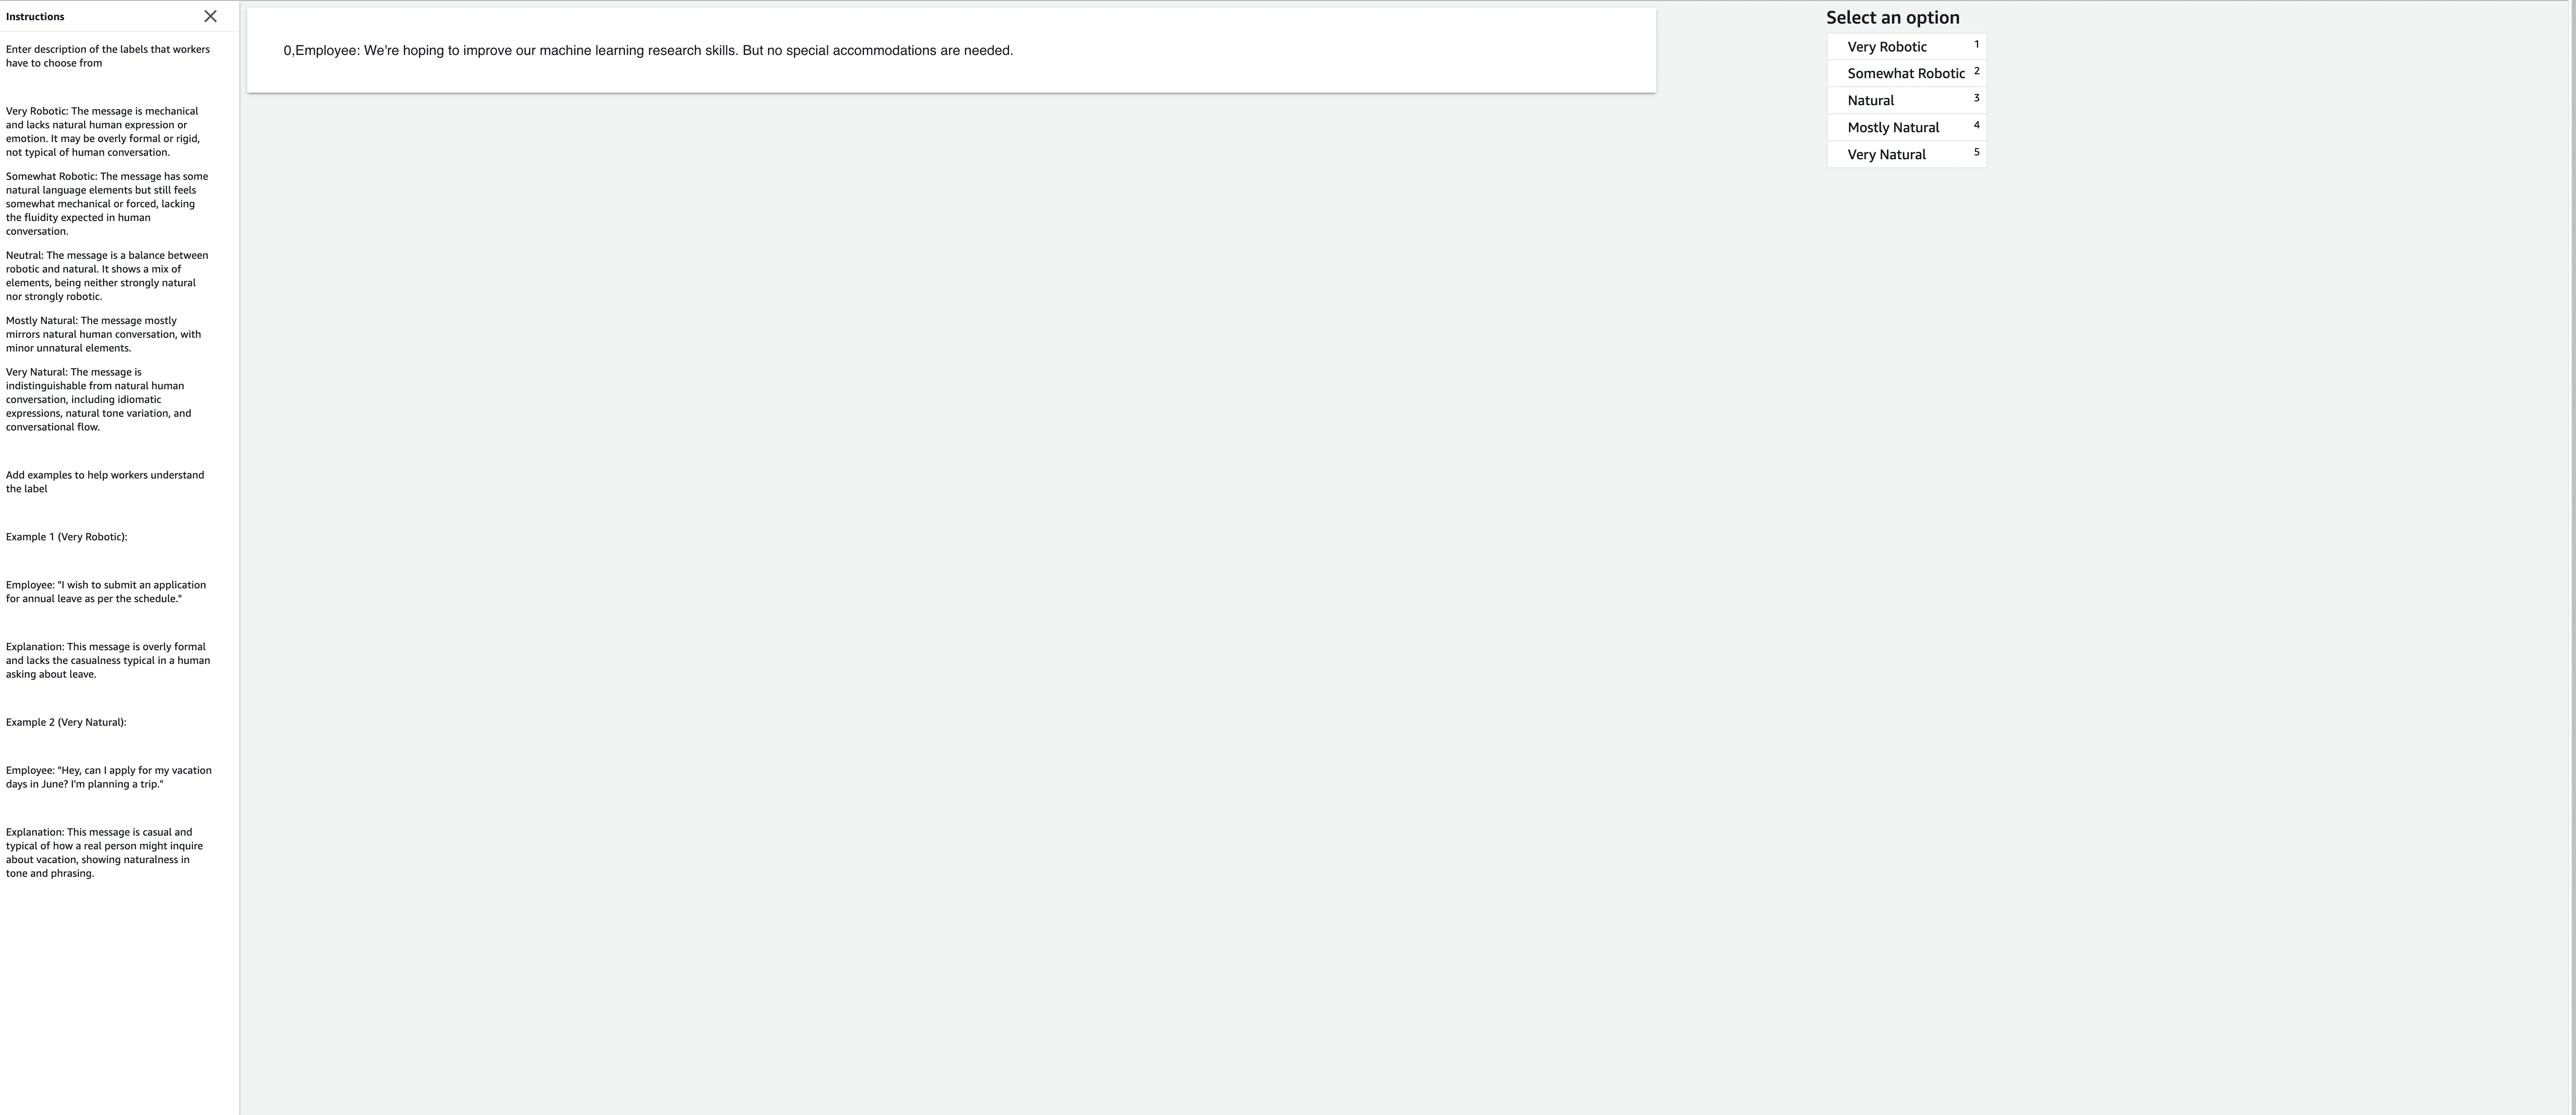 Instructions
Enter description of the labels that workers
have to choose from
Very Robotic: The message is mechanical
and lacks natural human expression or
emotion. It may be overly formal or rigid,
not typical of human conversation.
Somewhat Robotic: The message has some
natural language elements but still feels
somewhat mechanical or forced, lacking
the fluidity expected in human
conversation.
Neutral: The message is a balance between
robotic and natural. It shows a mix of
elements, being neither strongly natural
nor strongly robotic.
Mostly Natural: The message mostly
mirrors natural human conversation, with
minor unnatural elements.
Very Natural: The message is
indistinguishable from natural human
conversation, including idiomatic
expressions, natural tone variation, and
conversational flow.
Add examples to help workers understand
the label
Example 1 (Very Robotic):
Employee: "I wish to submit an application
for annual leave as per the schedule."
Explanation: This message is overly formal
and lacks the casualness typical in a human
asking about leave.
Example 2 (Very Natural):
Employee: "Hey, can I apply for my vacation
days in June? I'm planning a trip."
Explanation: This message is casual and
typical of how a real person might inquire
about vacation, showing naturalness in
tone and phrasing.
0,Employee: We're hoping to improve our machine learning research skills. But no special accommodations are needed.
Select an option
Very Robotic 1
Somewhat Robotic 2
Natural 3
Mostly Natural 4
Very Natural 5